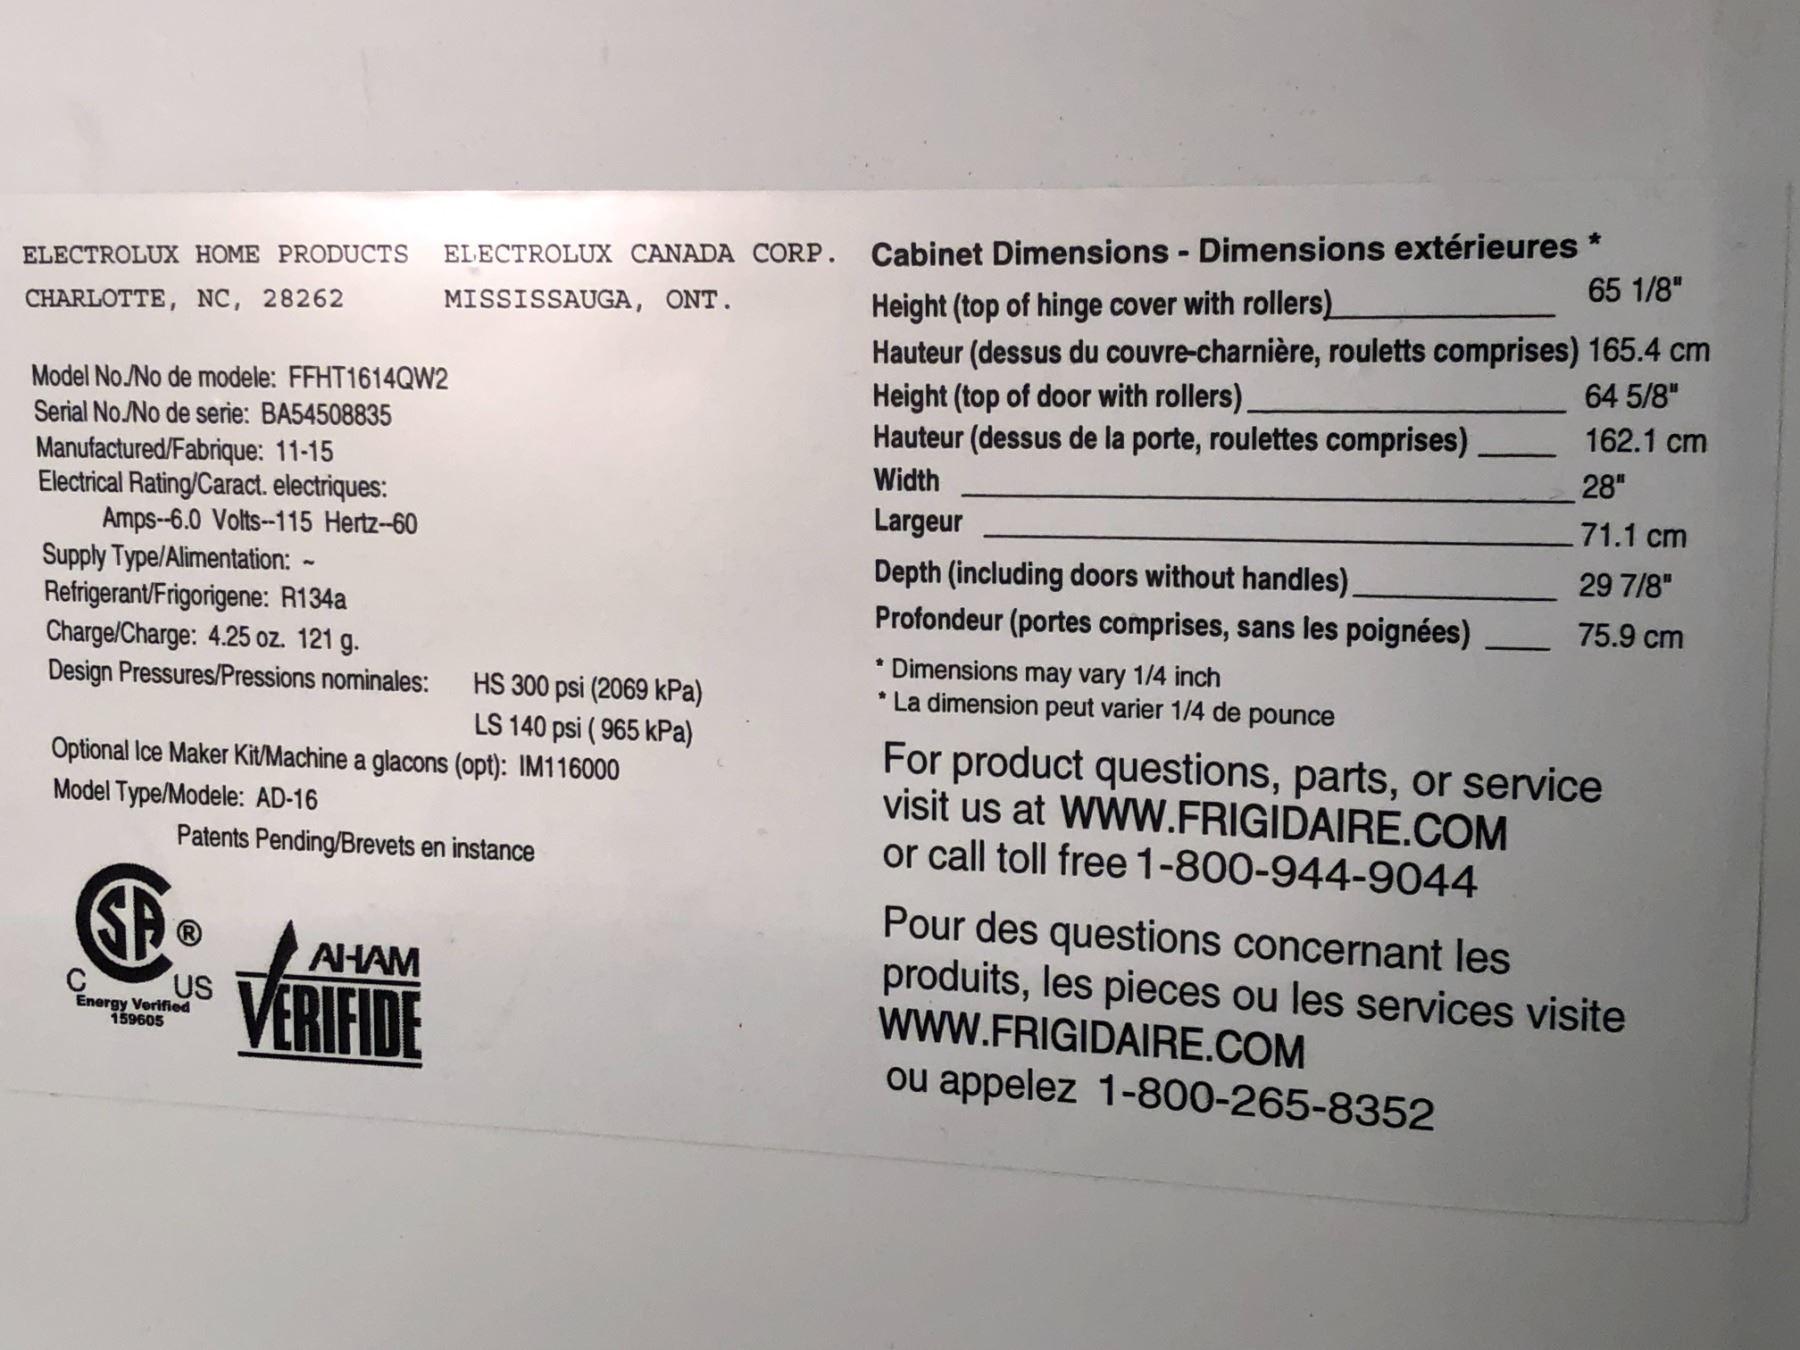 ELECTROLUX HOME PRODUCTS ELECTROLUX CANADA CORP.
CHARLOTTE, NC, 28262 MISSISSAUGA, ONT.
Model No./No de modele: FFHT1614QW2
Serial No./No de serie: BA54508835
Manufactured/Fabrique: 11-15
Electrical Rating/Caract. electriques:
Amps--6.0 Volts--115 Hertz--60
Supply Type/Alimentation: ~
Refrigerant/Frigorigene: R134a
Charge/Charge: 4.25 oz. 121 g.
Design Pressures/Pressions nominales: HS 300 psi (2069 kPa)
LS 140 psi ( 965 kPa)
Optional Ice Maker Kit/Machine a glacons (opt): IM116000
Model Type/Modele: AD-16
Patents Pending/Brevets en instance
CSA ®
C US
Energy Verified
159605
AHAM
VERIFIDE
Cabinet Dimensions - Dimensions extérieures *
Height (top of hinge cover with rollers) 65 1/8"
Hauteur (dessus du couvre-charnière, rouletts comprises) 165.4 cm
Height (top of door with rollers) 64 5/8"
Hauteur (dessus de la porte, roulettes comprises) 162.1 cm
Width 28"
Largeur 71.1 cm
Depth (including doors without handles) 29 7/8"
Profondeur (portes comprises, sans les poignées) 75.9 cm
* Dimensions may vary 1/4 inch
* La dimension peut varier 1/4 de pounce
For product questions, parts, or service
visit us at WWW.FRIGIDAIRE.COM
or call toll free 1-800-944-9044
Pour des questions concernant les
produits, les pieces ou les services visite
WWW.FRIGIDAIRE.COM
ou appelez 1-800-265-8352